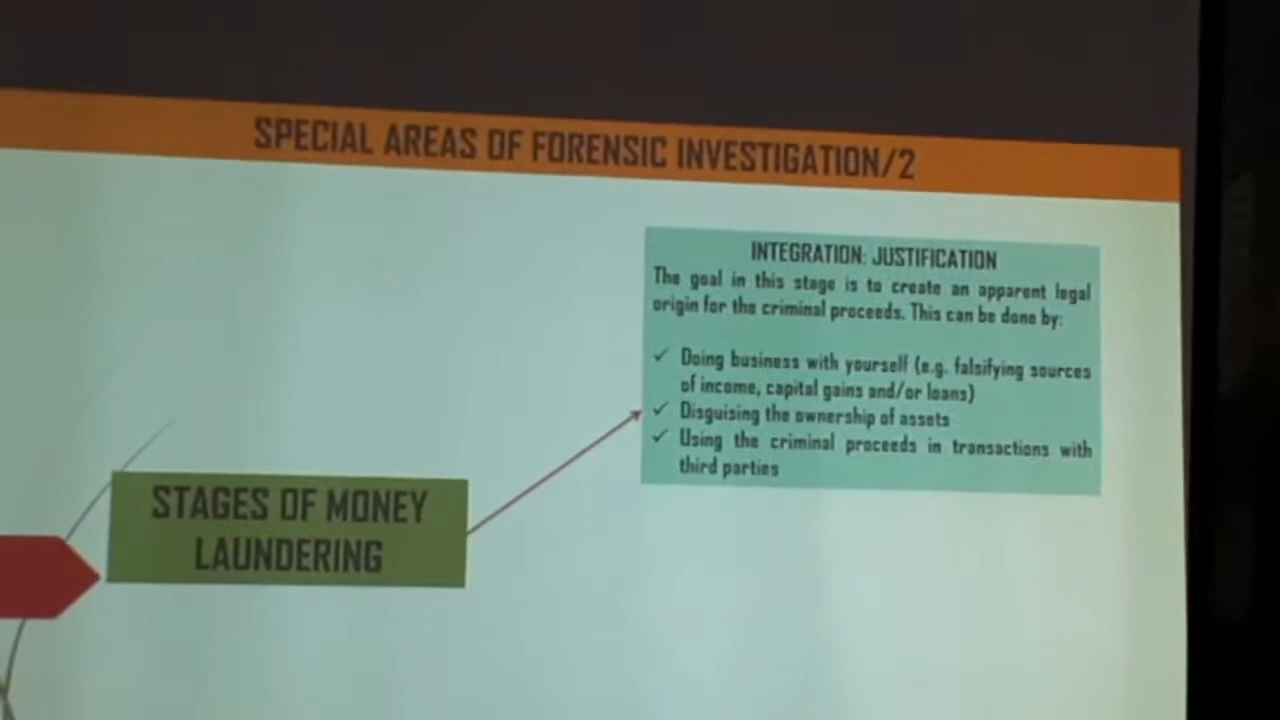 SPECIAL AREAS OF FORENSIC INVESTIGATION/2
INTEGRATION: JUSTIFICATION
The goal in this stage is to create an apparent legal
origin for the criminal proceeds. This can be done by:
✓ Doing business with yourself (e.g. falsifying sources
of income, capital gains and/or loans)
✓ Disguising the ownership of assets
✓ Using the criminal proceeds in transactions with
third parties
STAGES OF MONEY
LAUNDERING